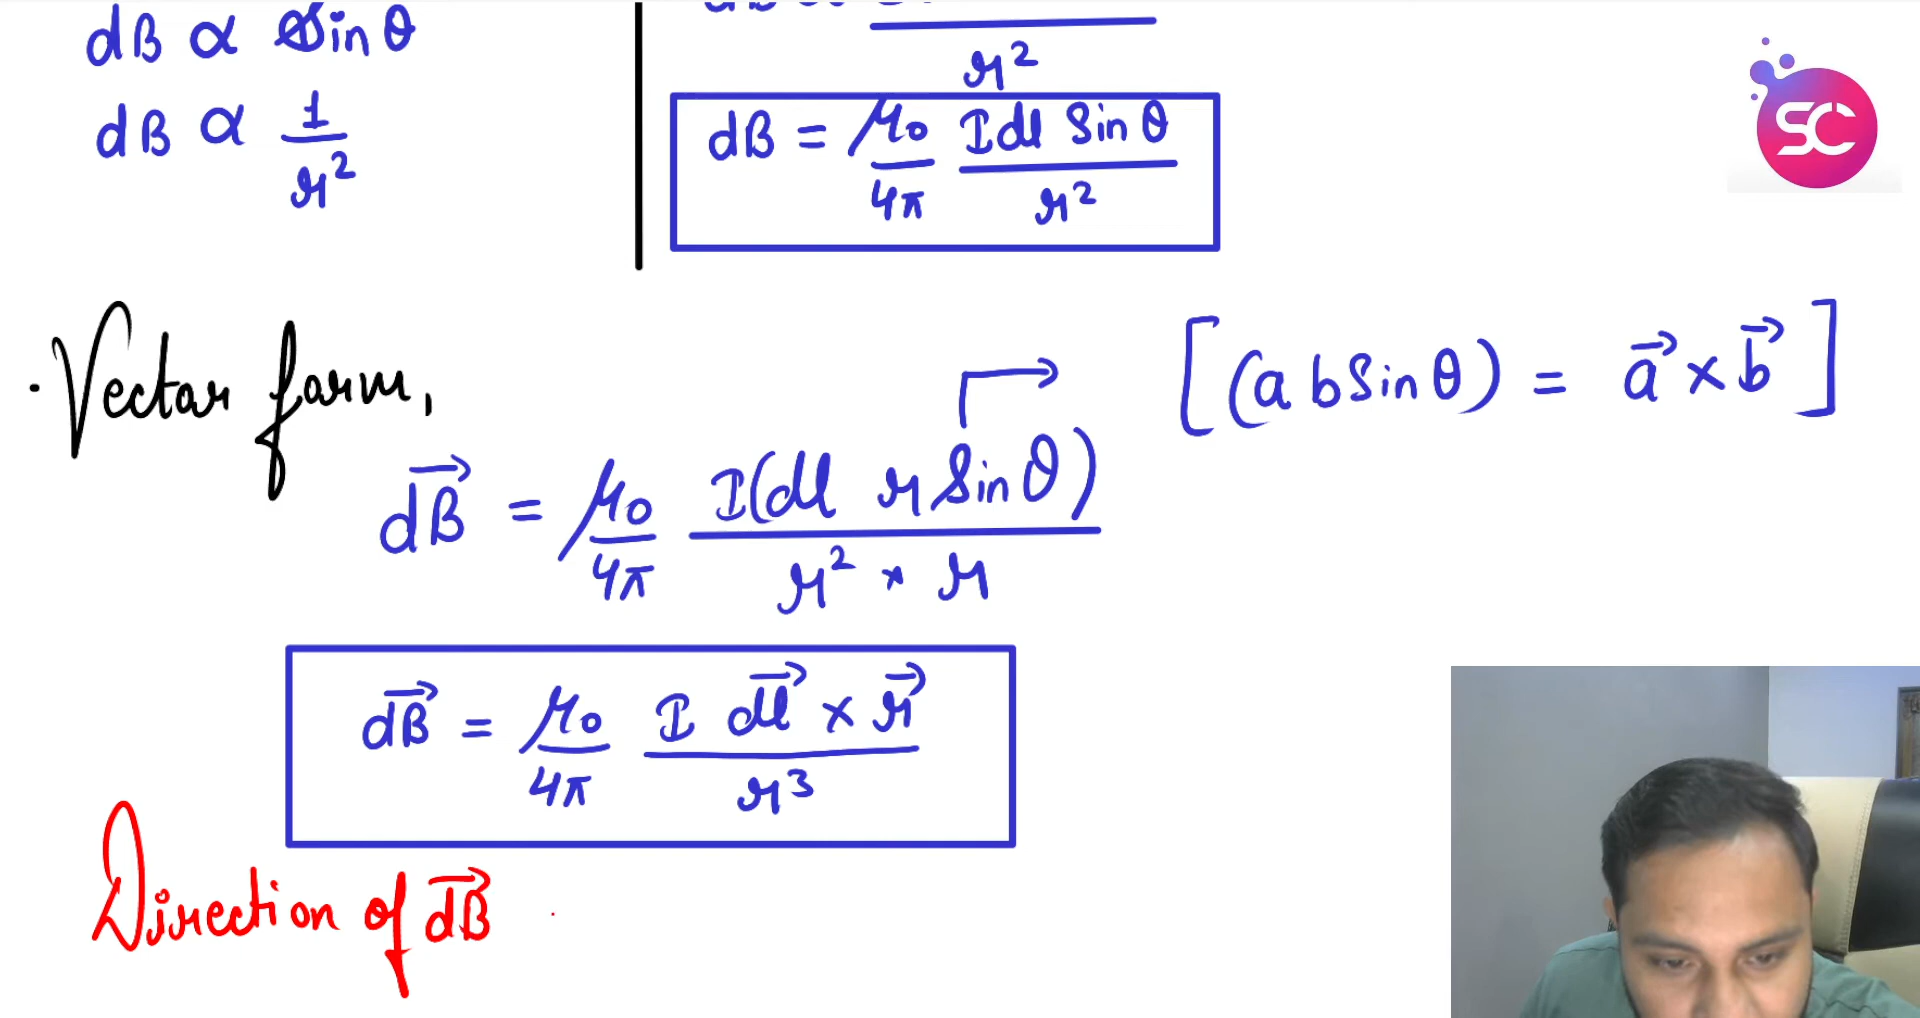 dB ∝ Sin θ
dB ∝ 1/r²
r²
dB = μ₀/4π Idl Sin θ/r²
SC
· Vector form,
[(a b Sin θ) = a⃗ × b⃗]
dB⃗ = μ₀/4π I(dl r Sin θ)/r² × r
dB⃗ = μ₀/4π I dl⃗ × r⃗/r³
Direction of dB⃗